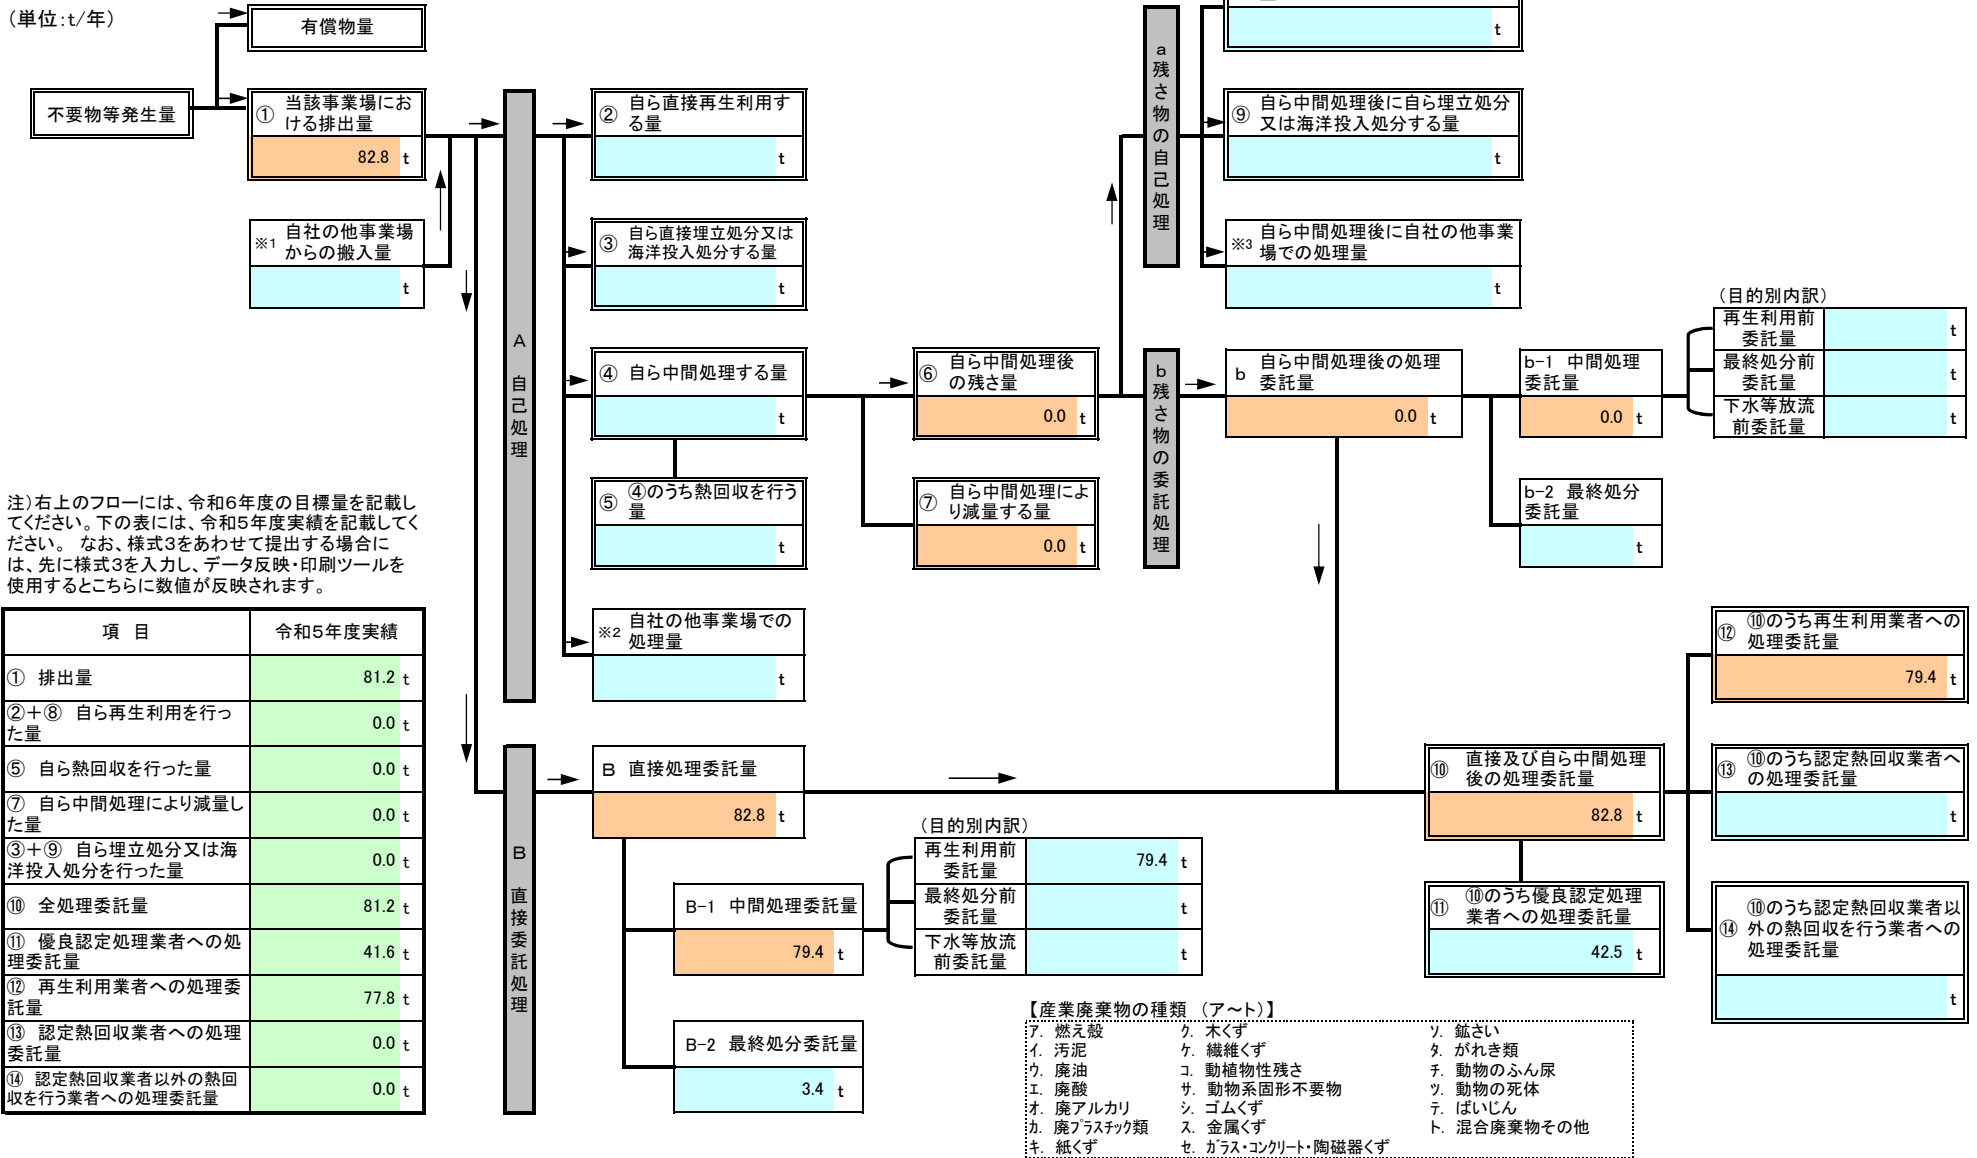 (単位:t/年)
有償物量
不要物等発生量
① 当該事業場にお
ける排出量
82.8 t
※1 自社の他事業場
からの搬入量
t
A 自己処理
② 自ら直接再生利用す
る量
t
③ 自ら直接埋立処分又は
海洋投入処分する量
t
④ 自ら中間処理する量
t
⑤ ④のうち熱回収を行う
量
t
※2 自社の他事業場での
処理量
t
⑥ 自ら中間処理後
の残さ量
0.0 t
⑦ 自ら中間処理によ
り減量する量
0.0 t
a 残さ物の自己処理
t
⑨ 自ら中間処理後に自ら埋立処分
又は海洋投入処分する量
t
※3 自ら中間処理後に自社の他事業
場での処理量
t
b 残さ物の委託処理
b 自ら中間処理後の処理
委託量
0.0 t
b-1 中間処理
委託量
0.0 t
b-2 最終処分
委託量
t
(目的別内訳)
再生利用前
委託量
t
最終処分前
委託量
t
下水等放流
前委託量
t
注)右上のフローには、令和6年度の目標量を記載し
てください。下の表には、令和5年度実績を記載してく
ださい。 なお、様式3をあわせて提出する場合に
は、先に様式3を入力し、データ反映・印刷ツールを
使用するとこちらに数値が反映されます。
項 目 令和5年度実績
① 排出量 81.2 t
②+⑧ 自ら再生利用を行っ
た量 0.0 t
⑤ 自ら熱回収を行った量 0.0 t
⑦ 自ら中間処理により減量し
た量 0.0 t
③+⑨ 自ら埋立処分又は海
洋投入処分を行った量 0.0 t
⑩ 全処理委託量 81.2 t
⑪ 優良認定処理業者への処
理委託量 41.6 t
⑫ 再生利用業者への処理委
託量 77.8 t
⑬ 認定熱回収業者への処理
委託量 0.0 t
⑭ 認定熱回収業者以外の熱回
収を行う業者への処理委託量 0.0 t
B 直接委託処理
B 直接処理委託量
82.8 t
B-1 中間処理委託量
79.4 t
B-2 最終処分委託量
3.4 t
(目的別内訳)
再生利用前
委託量
79.4 t
最終処分前
委託量
t
下水等放流
前委託量
t
⑩ 直接及び自ら中間処理
後の処理委託量
82.8 t
⑪ ⑩のうち優良認定処理
業者への処理委託量
42.5 t
⑫ ⑩のうち再生利用業者への
処理委託量
79.4 t
⑬ ⑩のうち認定熱回収業者へ
の処理委託量
t
⑭ ⑩のうち認定熱回収業者以
外の熱回収を行う業者への
処理委託量
t
【産業廃棄物の種類 (ア~ト)】
ア. 燃え殻 ク. 木くず ソ. 鉱さい
イ. 汚泥 ケ. 繊維くず タ. がれき類
ウ. 廃油 コ. 動植物性残さ チ. 動物のふん尿
エ. 廃酸 サ. 動物系固形不要物 ツ. 動物の死体
オ. 廃アルカリ シ. ゴムくず テ. ばいじん
カ. 廃プラスチック類 ス. 金属くず ト. 混合廃棄物その他
キ. 紙くず セ. ガラス・コンクリート・陶磁器くず